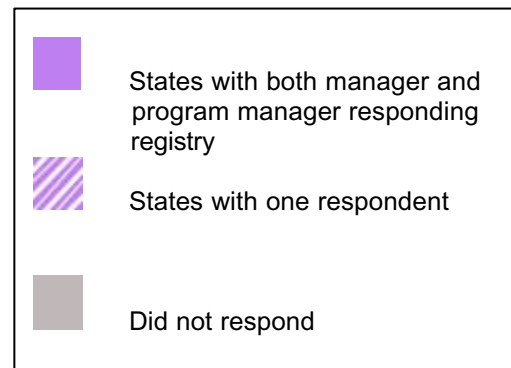 States with both manager and
program manager responding
registry
States with one respondent
Did not respond